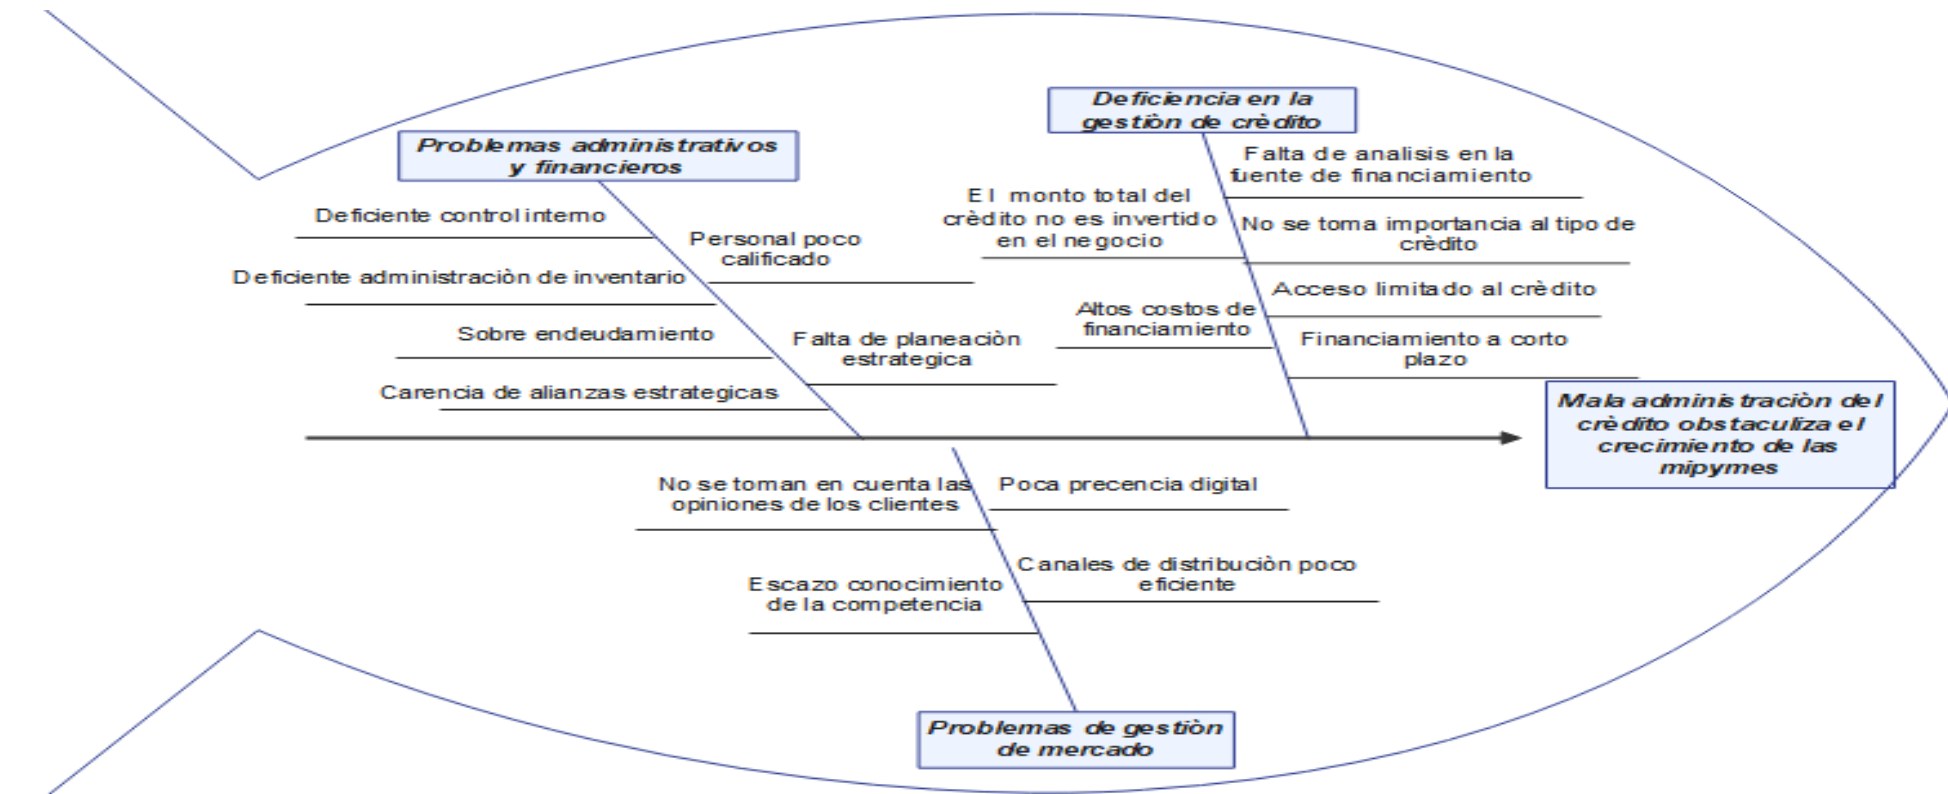 Problemas administrativos
y financieros
Deficiente control interno
Deficiente administraciòn de inventario
Sobre endeudamiento
Carencia de alianzas estrategicas
Personal poco
calificado
Falta de planeaciòn
estrategica
Deficiencia en la
gestiòn de crèdito
El monto total del
crèdito no es invertido
en el negocio
Altos costos de
financiamiento
Falta de analisis en la
fuente de financiamiento
No se toma importancia al tipo de
crèdito
Acceso limitado al crèdito
Financiamiento a corto
plazo
Mala administraciòn del
crèdito obstaculiza el
crecimiento de las
mipymes
No se toman en cuenta las
opiniones de los clientes
Escazo conocimiento
de la competencia
Poca precencia digital
Canales de distribuciòn poco
eficiente
Problemas de gestiòn
de mercado